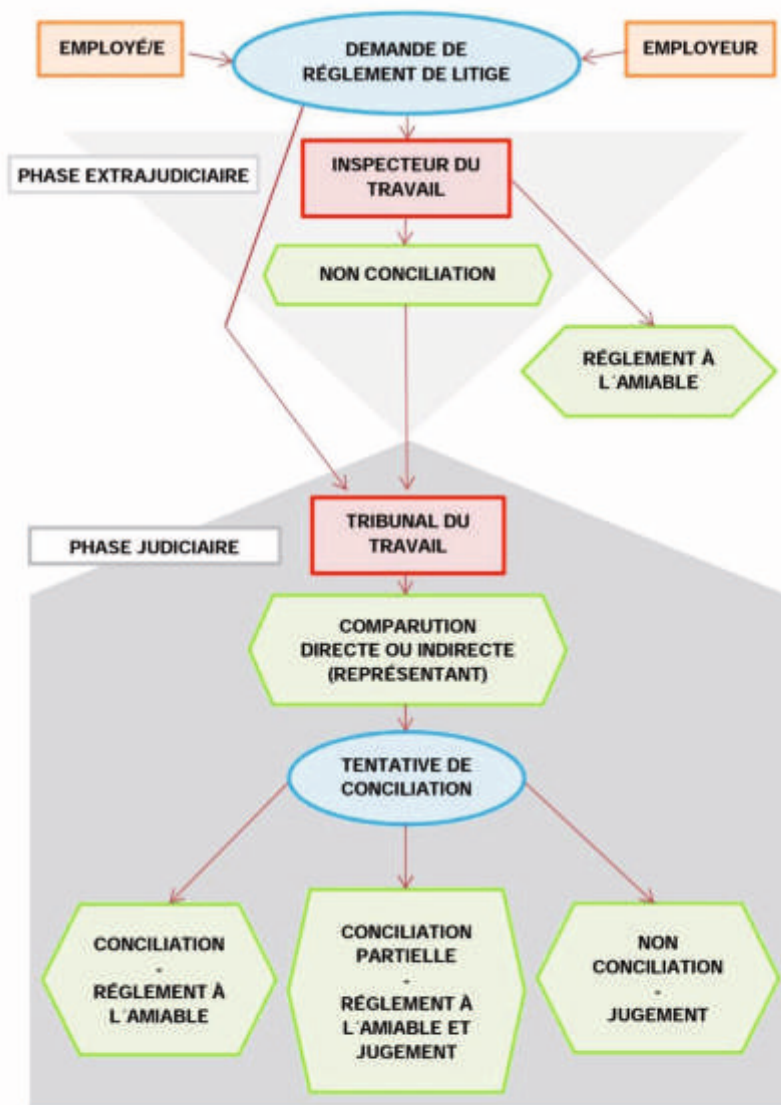 EMPLOYÉ/E
DEMANDE DE
RÉGLEMENT DE LITIGE
EMPLOYEUR
PHASE EXTRAJUDICIAIRE
INSPECTEUR DU
TRAVAIL
NON CONCILIATION
RÉGLEMENT À
L´AMIABLE
TRIBUNAL DU
TRAVAIL
PHASE JUDICIAIRE
COMPARUTION
DIRECTE OU INDIRECTE
(REPRÉSENTANT)
TENTATIVE DE
CONCILIATION
CONCILIATION
-
RÉGLEMENT À
L´AMIABLE
CONCILIATION
PARTIELLE
-
RÉGLEMENT À
L´AMIABLE ET
JUGEMENT
NON
CONCILIATION
-
JUGEMENT